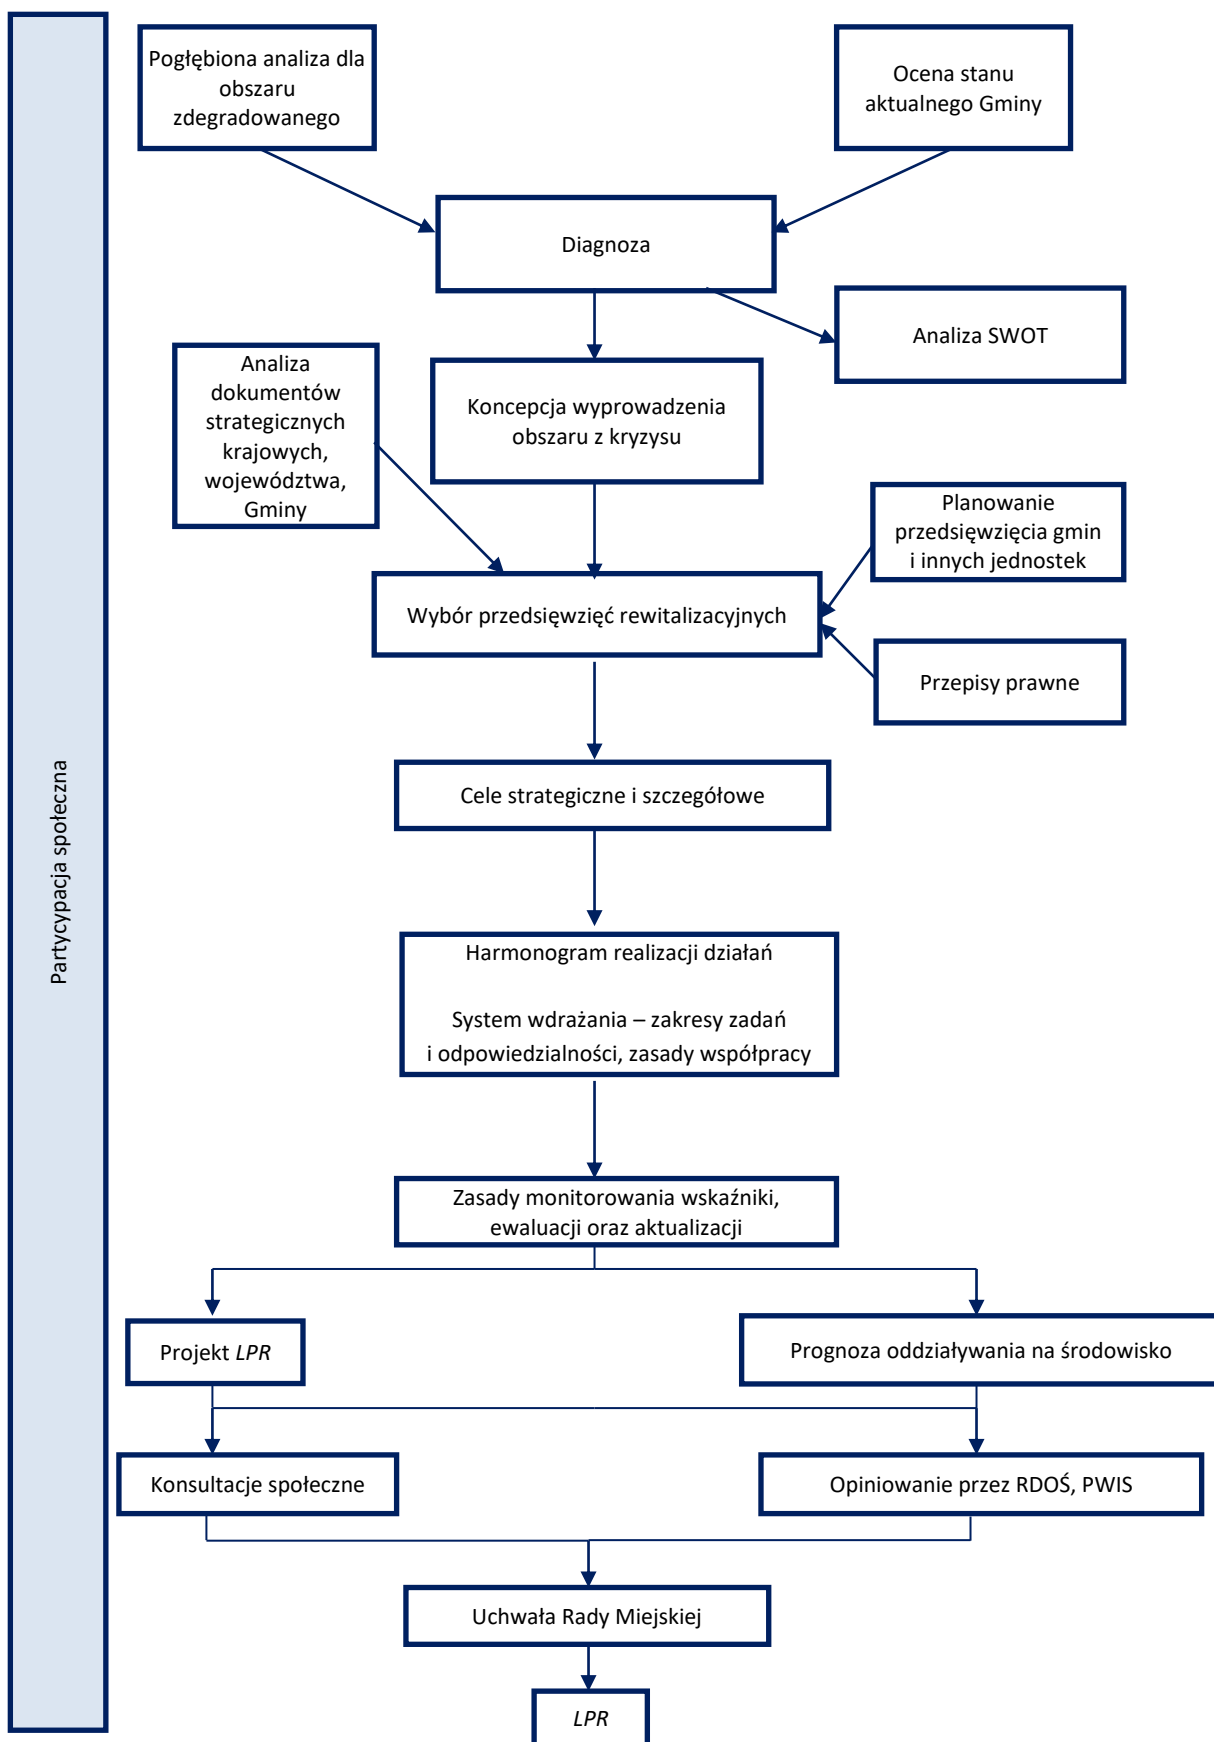 Pogłębiona analiza dla
obszaru
zdegradowanego
Ocena stanu
aktualnego Gminy
Diagnoza
Analiza SWOT
Analiza
dokumentów
strategicznych
krajowych,
województwa,
Gminy
Koncepcja wyprowadzenia
obszaru z kryzysu
Planowanie
przedsięwzięcia gmin
i innych jednostek
Wybór przedsięwzięć rewitalizacyjnych
Przepisy prawne
Cele strategiczne i szczegółowe
Partycypacja społeczna
Harmonogram realizacji działań
System wdrażania – zakresy zadań
i odpowiedzialności, zasady współpracy
Zasady monitorowania wskaźniki,
ewaluacji oraz aktualizacji
Projekt LPR
Prognoza oddziaływania na środowisko
Konsultacje społeczne
Opiniowanie przez RDOŚ, PWIS
Uchwała Rady Miejskiej
LPR